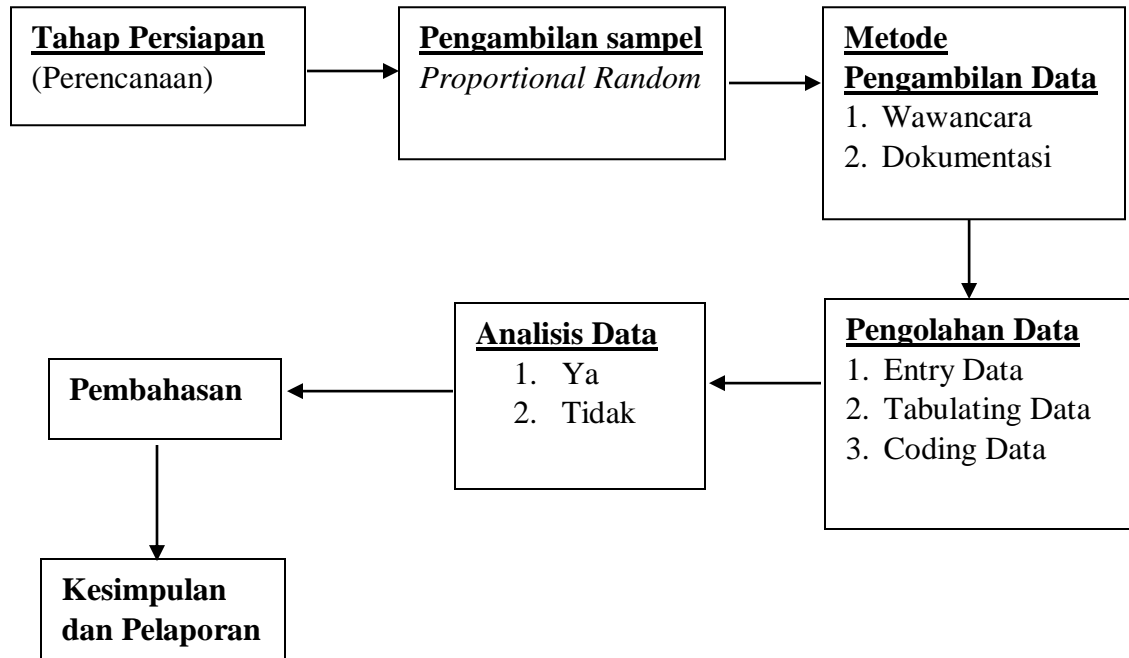 Tahap Persiapan
(Perencanaan)
Pengambilan sampel
Proportional Random
Metode
Pengambilan Data
1. Wawancara
2. Dokumentasi
Pengolahan Data
1. Entry Data
2. Tabulating Data
3. Coding Data
Analisis Data
1. Ya
2. Tidak
Pembahasan
Kesimpulan
dan Pelaporan